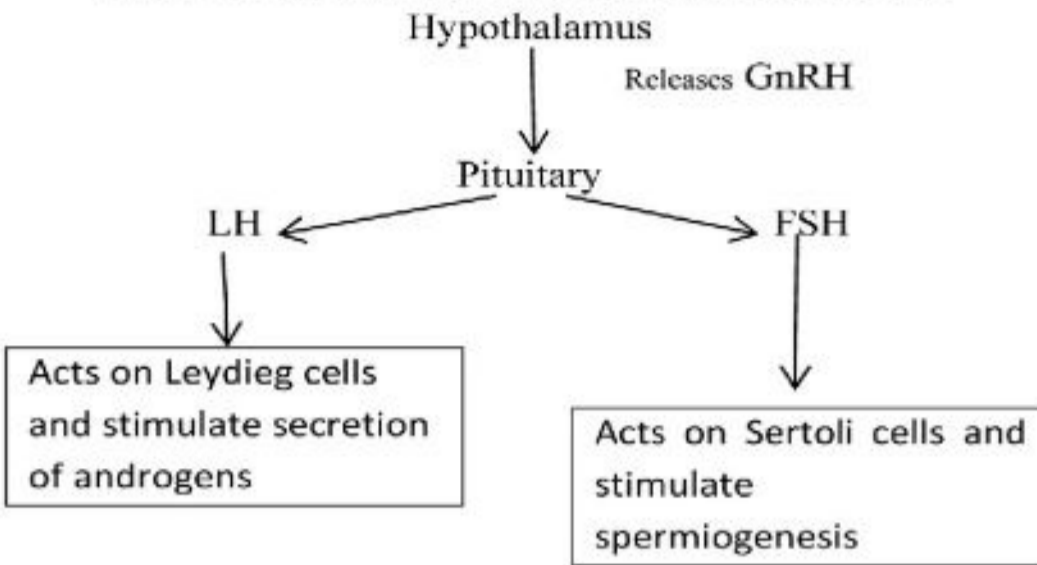 Hypothalamus
Releases GnRH
Pituitary
LH
FSH
Acts on Leydieg cells
and stimulate secretion
of androgens
Acts on Sertoli cells and
stimulate
spermiogenesis